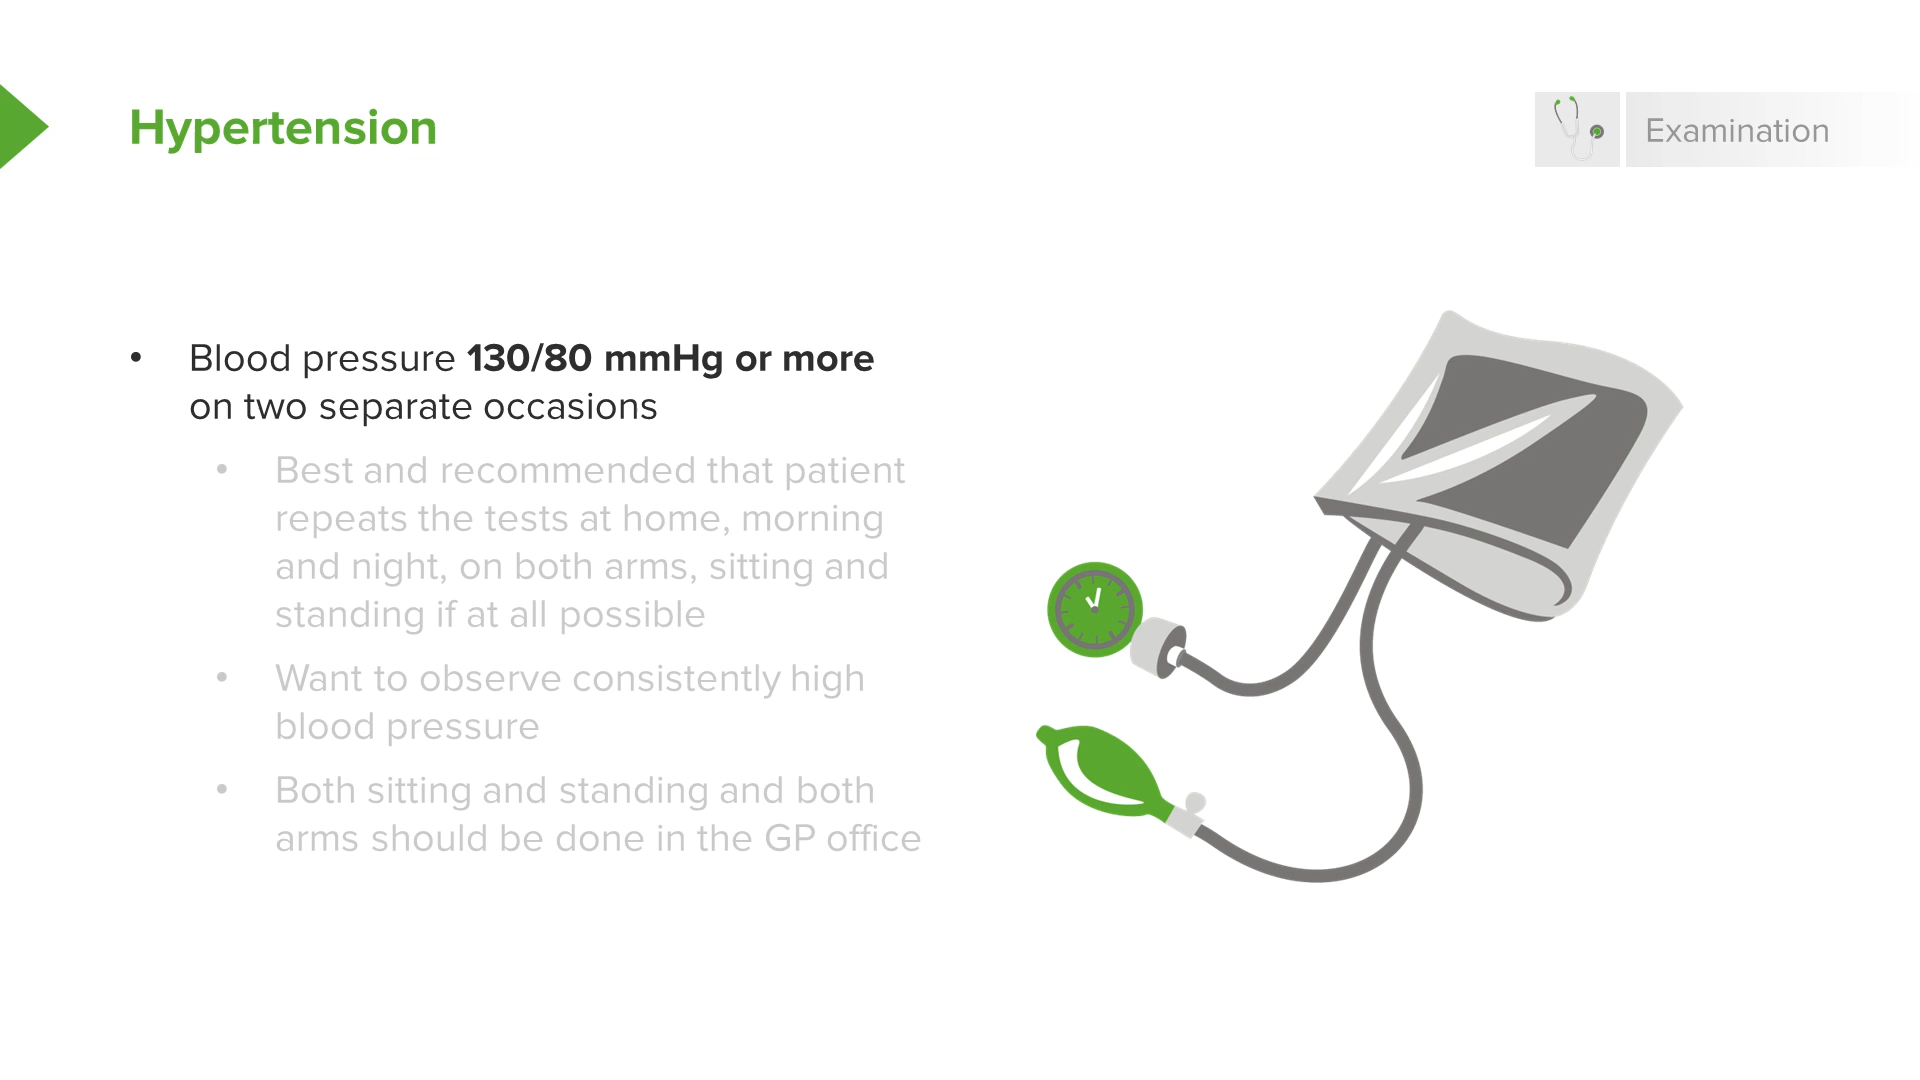 Hypertension
Examination
• Blood pressure 130/80 mmHg or more
on two separate occasions
• Best and recommended that patient
repeats the tests at home, morning
and night, on both arms, sitting and
standing if at all possible
• Want to observe consistently high
blood pressure
• Both sitting and standing and both
arms should be done in the GP office